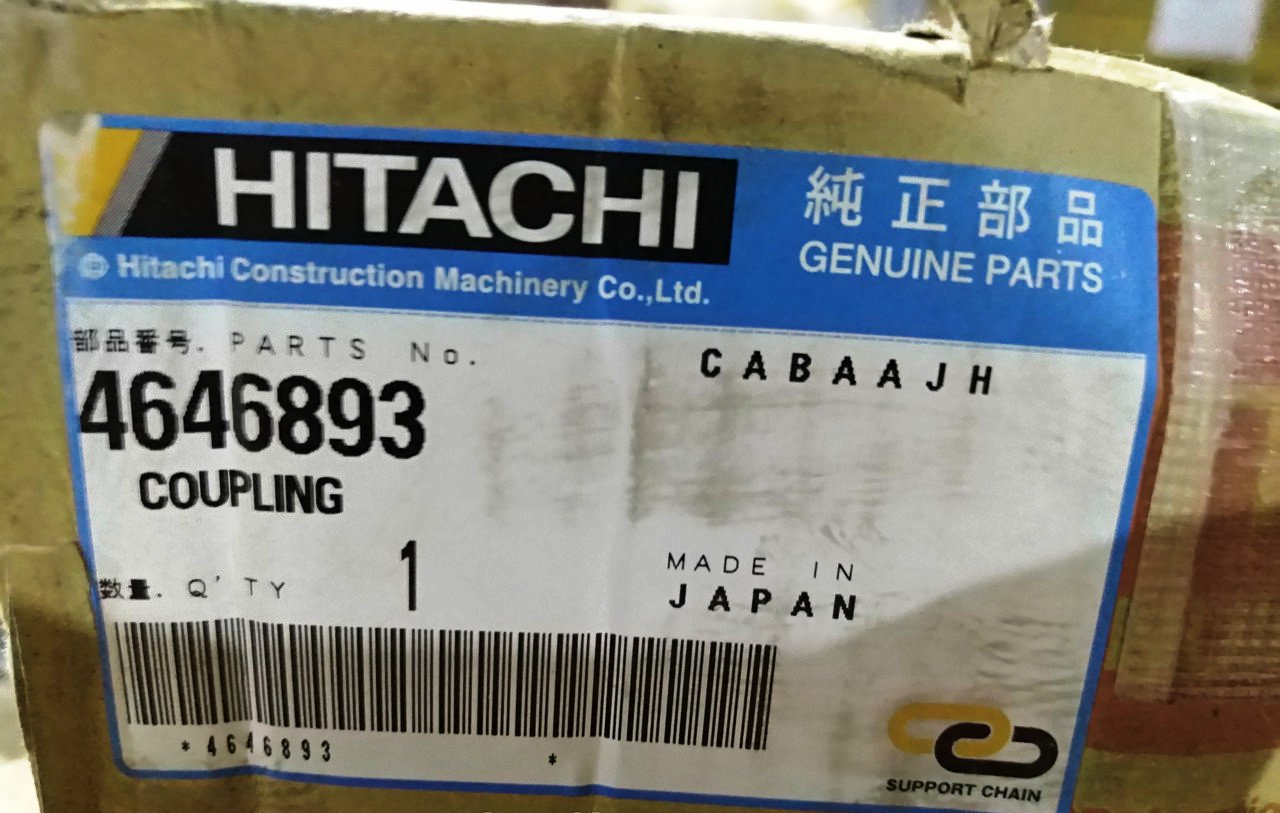 HITACHI
純正部品
GENUINE PARTS
© Hitachi Construction Machinery Co.,Ltd.
部品番号. PARTS No.
CABAAJH
4646893
COUPLING
数量. Q'TY 1
MADE IN
JAPAN
*4646893 *
SUPPORT CHAIN